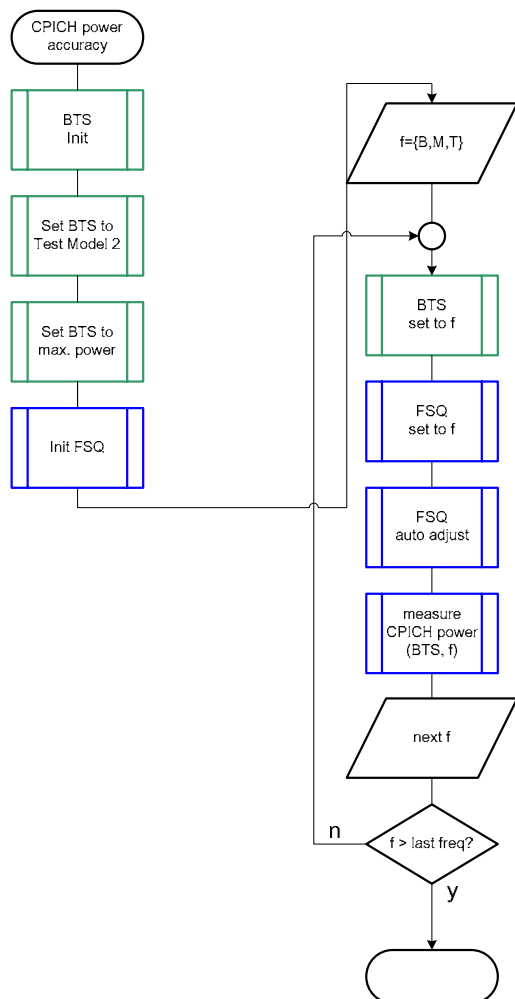 CPICH power
accuracy
BTS
Init
Set BTS to
Test Model 2
Set BTS to
max. power
Init FSQ
f={B,M,T}
BTS
set to f
FSQ
set to f
FSQ
auto adjust
measure
CPICH power
(BTS, f)
next f
f > last freq?
n
y